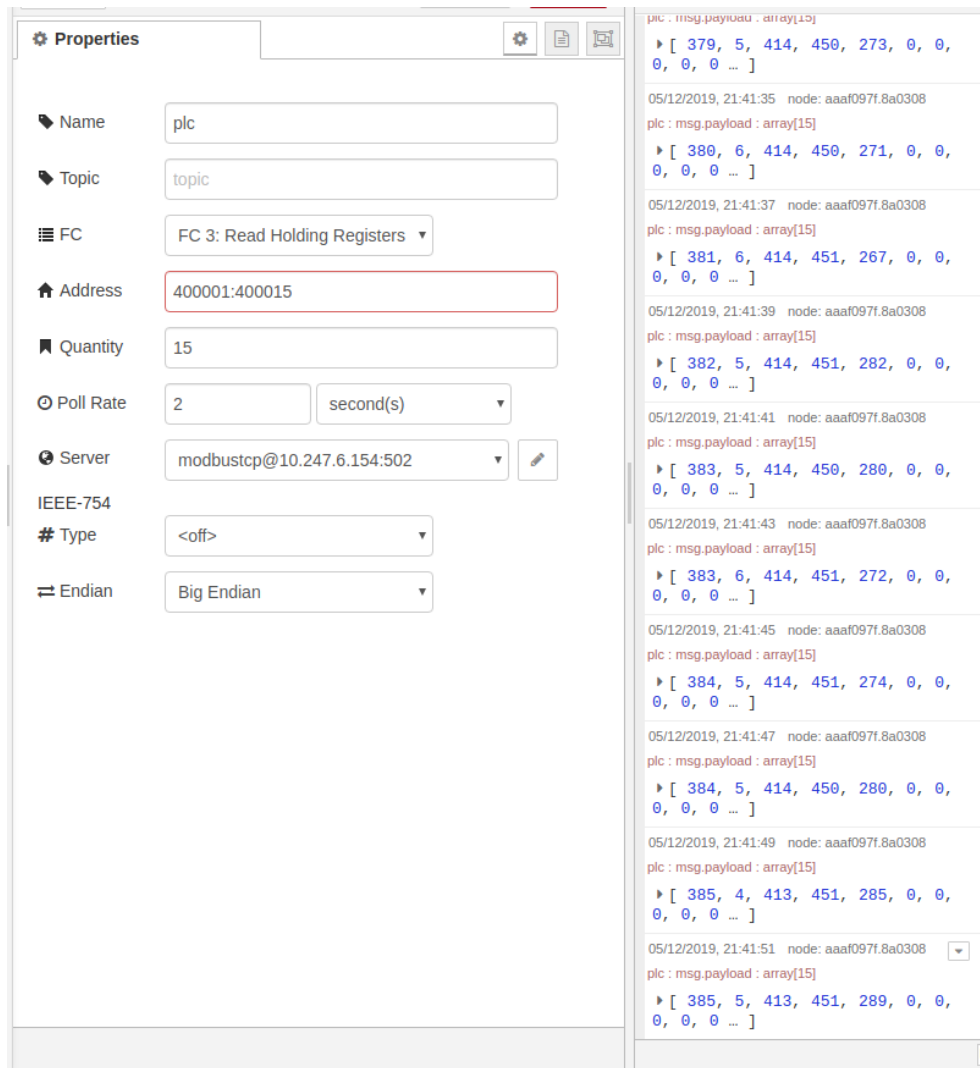 Properties
Name
plc
Topic
topic
FC
FC 3: Read Holding Registers
Address
400001:400015
Quantity
15
Poll Rate
2
second(s)
Server
modbustcp@10.247.6.154:502
IEEE-754
# Type
<off>
Endian
Big Endian
plc : msg.payload : array[15]
[ 379, 5, 414, 450, 273, 0, 0,
0, 0, 0 … ]
05/12/2019, 21:41:35 node: aaaf097f.8a0308
plc : msg.payload : array[15]
[ 380, 6, 414, 450, 271, 0, 0,
0, 0, 0 … ]
05/12/2019, 21:41:37 node: aaaf097f.8a0308
plc : msg.payload : array[15]
[ 381, 6, 414, 451, 267, 0, 0,
0, 0, 0 … ]
05/12/2019, 21:41:39 node: aaaf097f.8a0308
plc : msg.payload : array[15]
[ 382, 5, 414, 451, 282, 0, 0,
0, 0, 0 … ]
05/12/2019, 21:41:41 node: aaaf097f.8a0308
plc : msg.payload : array[15]
[ 383, 5, 414, 450, 280, 0, 0,
0, 0, 0 … ]
05/12/2019, 21:41:43 node: aaaf097f.8a0308
plc : msg.payload : array[15]
[ 383, 6, 414, 451, 272, 0, 0,
0, 0, 0 … ]
05/12/2019, 21:41:45 node: aaaf097f.8a0308
plc : msg.payload : array[15]
[ 384, 5, 414, 451, 274, 0, 0,
0, 0, 0 … ]
05/12/2019, 21:41:47 node: aaaf097f.8a0308
plc : msg.payload : array[15]
[ 384, 5, 414, 450, 280, 0, 0,
0, 0, 0 … ]
05/12/2019, 21:41:49 node: aaaf097f.8a0308
plc : msg.payload : array[15]
[ 385, 4, 413, 451, 285, 0, 0,
0, 0, 0 … ]
05/12/2019, 21:41:51 node: aaaf097f.8a0308
plc : msg.payload : array[15]
[ 385, 5, 413, 451, 289, 0, 0,
0, 0, 0 … ]